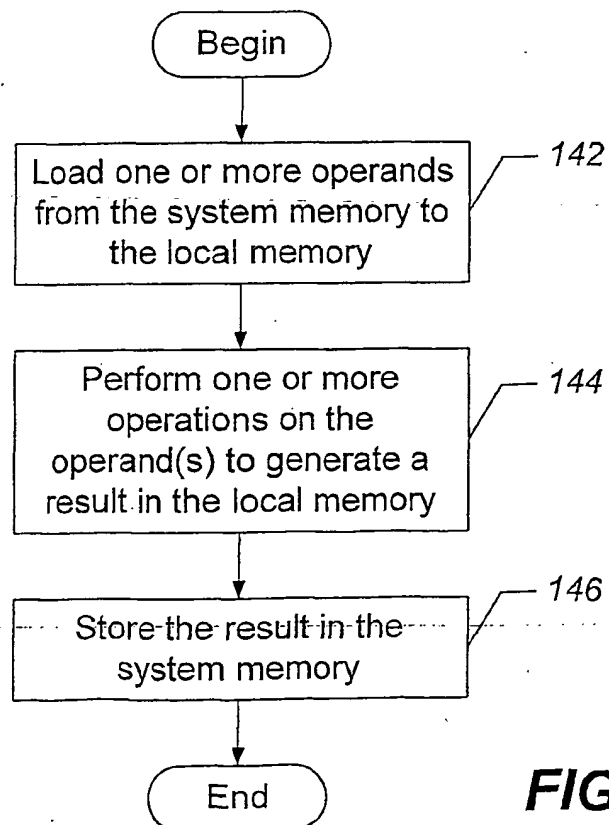 Begin
Load one or more operands
from the system memory to
the local memory
142
Perform one or more
operations on the
operand(s) to generate a
result in the local memory
144
Store the result in the
system memory
146
End
FIG